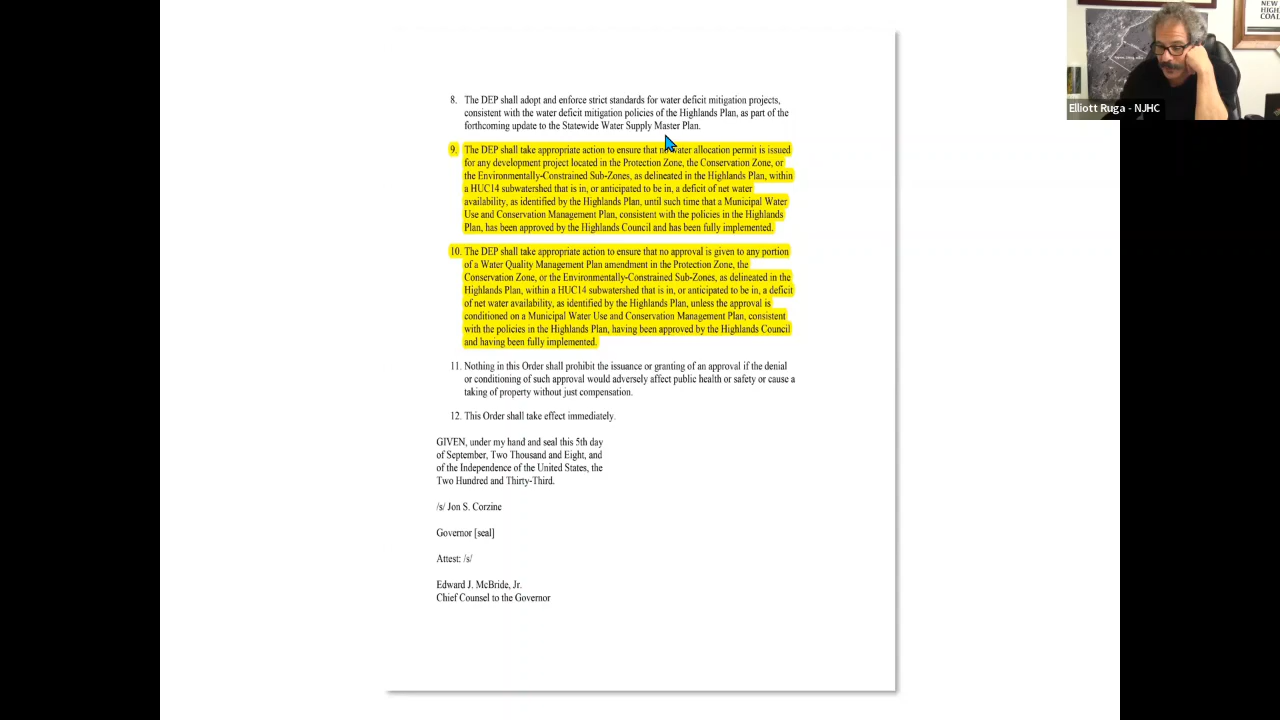 8. The DEP shall adopt and enforce strict standards for water deficit mitigation projects,
consistent with the water deficit mitigation policies of the Highlands Plan, as part of the
forthcoming update to the Statewide Water Supply Master Plan.
9. The DEP shall take appropriate action to ensure that no water allocation permit is issued
for any development project located in the Protection Zone, the Conservation Zone, or
the Environmentally-Constrained Sub-Zones, as delineated in the Highlands Plan, within
a HUC14 subwatershed that is in, or anticipated to be in, a deficit of net water
availability, as identified by the Highlands Plan, until such time that a Municipal Water
Use and Conservation Management Plan, consistent with the policies in the Highlands
Plan, has been approved by the Highlands Council and has been fully implemented.
10. The DEP shall take appropriate action to ensure that no approval is given to any portion
of a Water Quality Management Plan amendment in the Protection Zone, the
Conservation Zone, or the Environmentally-Constrained Sub-Zones, as delineated in the
Highlands Plan, within a HUC14 subwatershed that is in, or anticipated to be in, a deficit
of net water availability, as identified by the Highlands Plan, unless the approval is
conditioned on a Municipal Water Use and Conservation Management Plan, consistent
with the policies in the Highlands Plan, having been approved by the Highlands Council
and having been fully implemented.
11. Nothing in this Order shall prohibit the issuance or granting of an approval if the denial
or conditioning of such approval would adversely affect public health or safety or cause a
taking of property without just compensation.
12. This Order shall take effect immediately.
GIVEN, under my hand and seal this 5th day
of September, Two Thousand and Eight, and
of the Independence of the United States, the
Two Hundred and Thirty-Third.
/s/ Jon S. Corzine
Governor [seal]
Attest: /s/
Edward J. McBride, Jr.
Chief Counsel to the Governor
NEW
HIGH
COAL
Elliott Ruga - NJHC